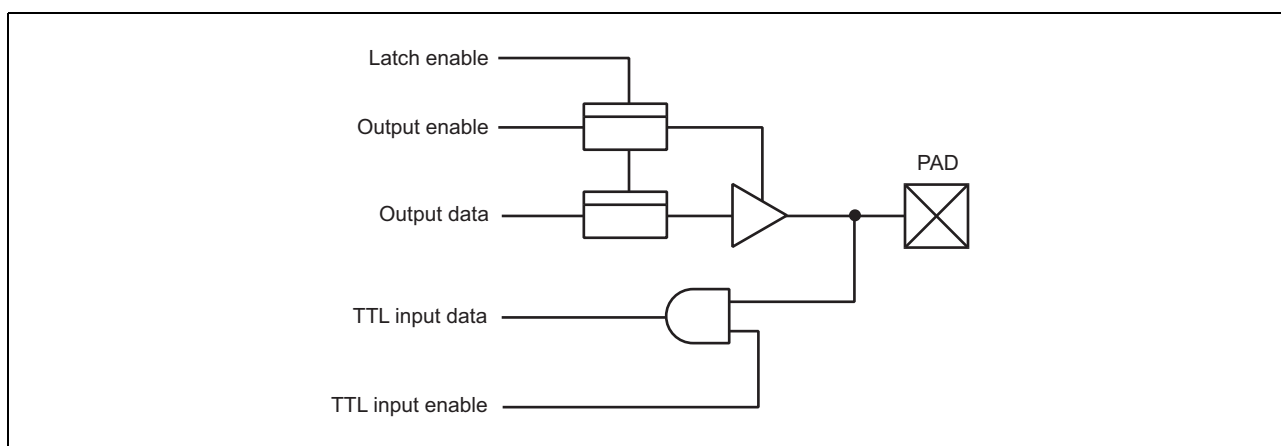 Latch enable
Output enable
PAD
Output data
TTL input data
TTL input enable